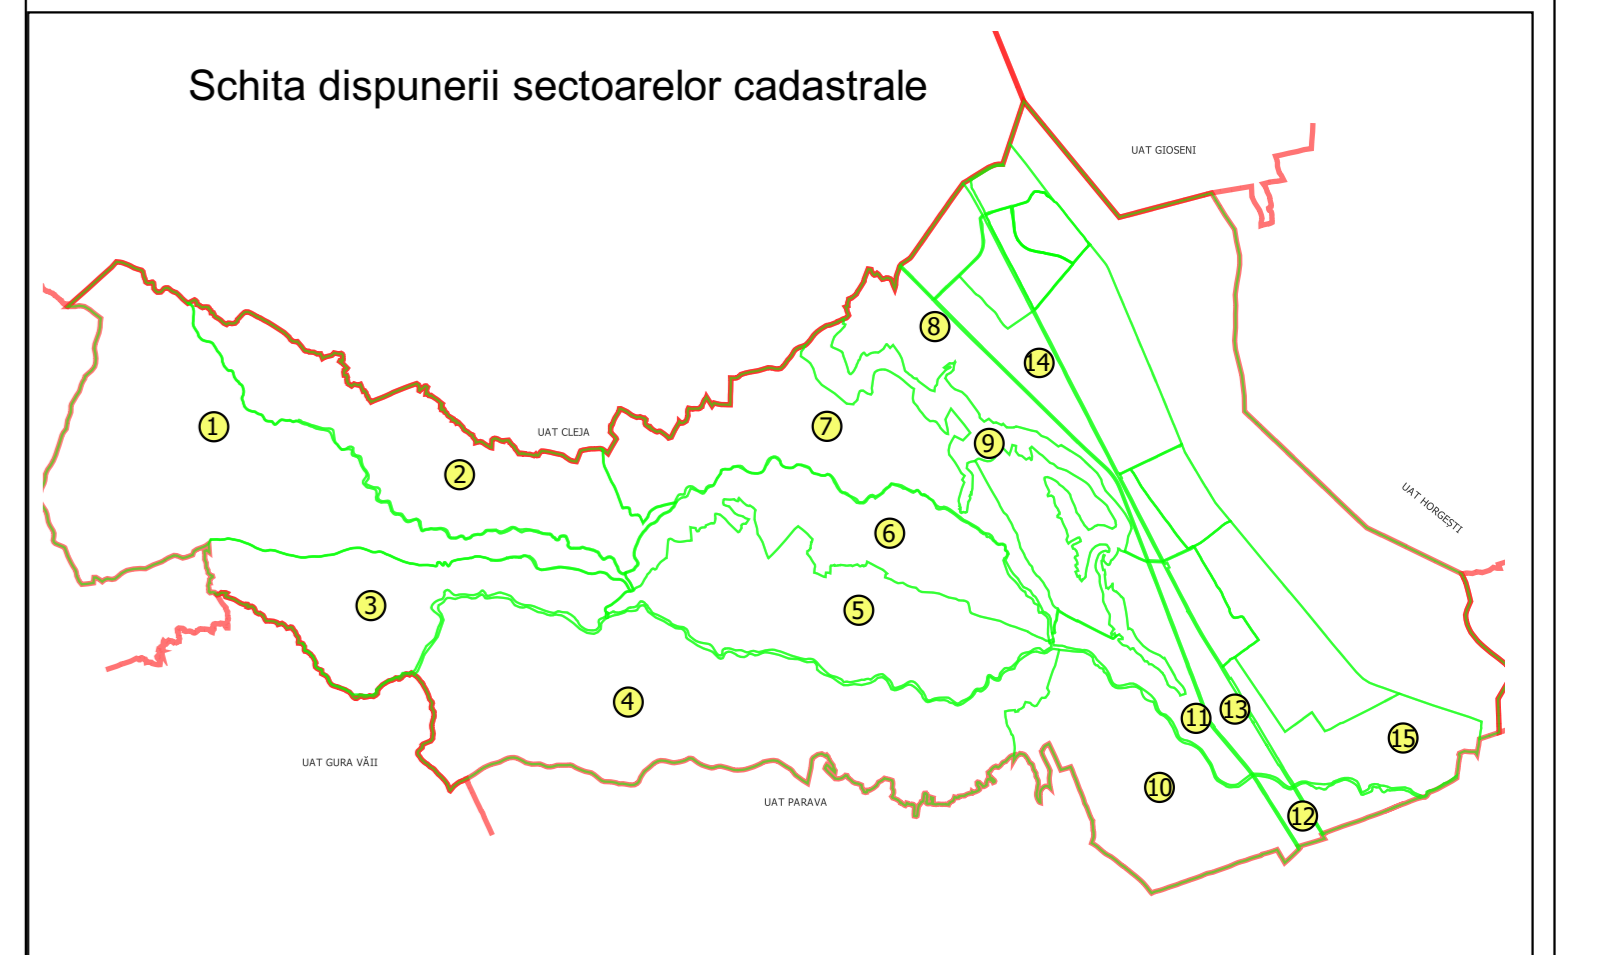 Schita dispunerii sectoarelor cadastrale
UAT GIOSENI
8
14
1
7
UAT CLEJA
9
2
UAT HORGEȘTI
6
3
5
4
11
13
15
UAT GURA VĂII
10
UAT PARAVA
12